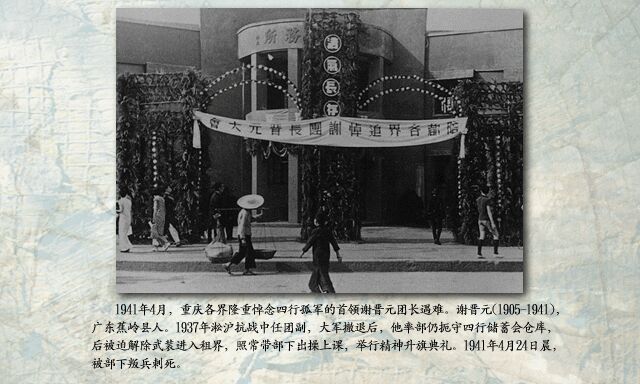 務所
浩氣長存
陪都各界追悼謝團長晉元大會
1941年4月，重庆各界隆重悼念四行孤军的首领谢晋元团长遇难。谢晋元(1905-1941)，
广东蕉岭县人。1937年淞沪抗战中任团副，大军撤退后，他率部仍扼守四行储蓄会仓库，
后被迫解除武装进入租界，照常带部下出操上课，举行精神升旗典礼。1941年4月24日晨，
被部下叛兵刺死。